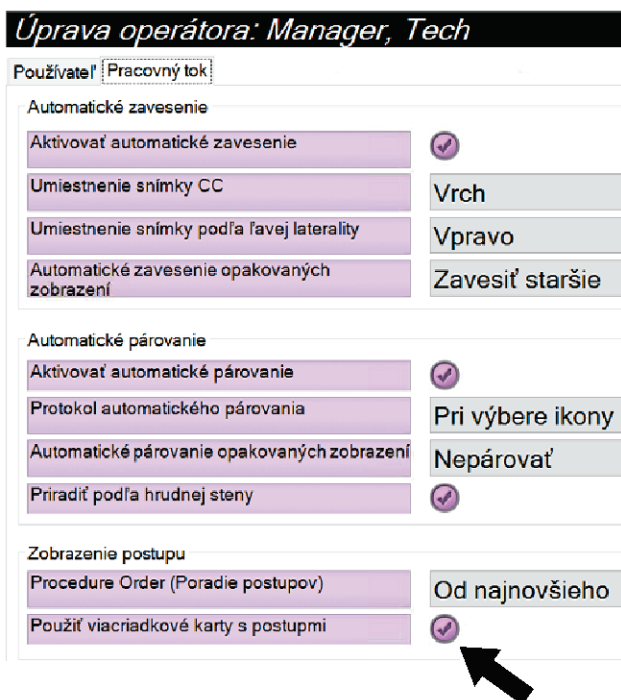 Úprava operátora: Manager, Tech
Používateľ Pracovný tok
Automatické zavesenie
Aktivovať automatické zavesenie
Umiestnenie snímky CC Vrch
Umiestnenie snímky podľa ľavej laterality Vpravo
Automatické zavesenie opakovaných
zobrazení Zavesiť staršie
Automatické párovanie
Aktivovať automatické párovanie
Protokol automatického párovania Pri výbere ikony
Automatické párovanie opakovaných zobrazení Nepárovať
Priradiť podľa hrudnej steny
Zobrazenie postupu
Procedure Order (Poradie postupov) Od najnovšieho
Použiť viacriadkové karty s postupmi